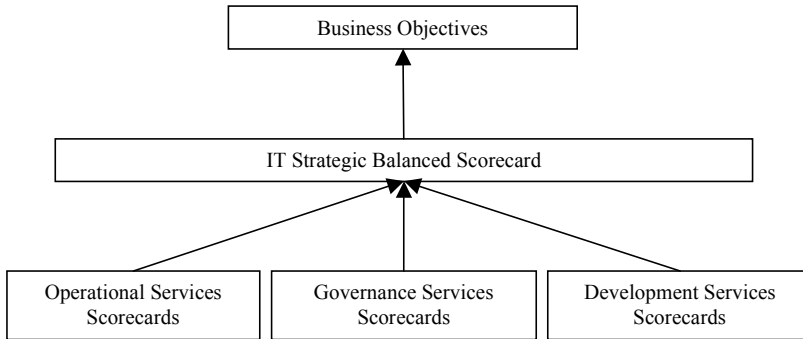 Business Objectives
IT Strategic Balanced Scorecard
Operational Services
Scorecards
Governance Services
Scorecards
Development Services
Scorecards